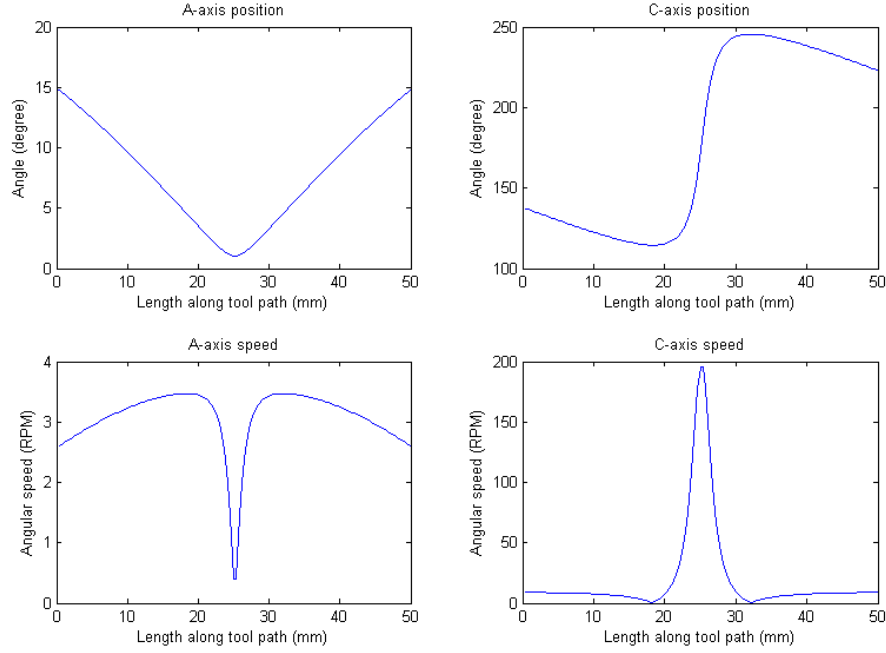 A-axis position
20
15
10
5
0
Angle (degree)
0 10 20 30 40 50
Length along tool path (mm)
C-axis position
250
200
150
100
Angle (degree)
0 10 20 30 40 50
Length along tool path (mm)
A-axis speed
4
3
2
1
0
Angular speed (RPM)
0 10 20 30 40 50
Length along tool path (mm)
C-axis speed
200
150
100
50
0
Angular speed (RPM)
0 10 20 30 40 50
Length along tool path (mm)